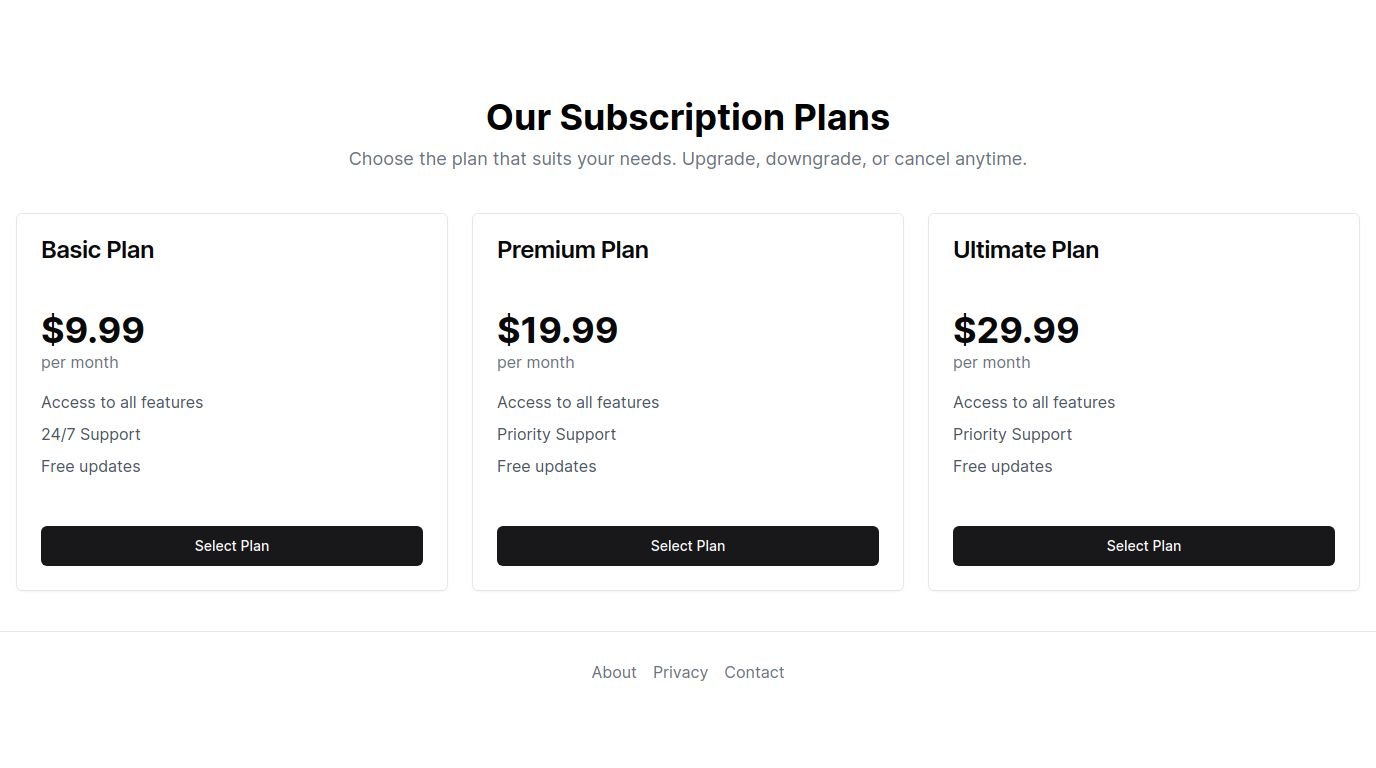 Our Subscription Plans
Choose the plan that suits your needs. Upgrade, downgrade, or cancel anytime.
Basic Plan
$9.99
per month
Access to all features
24/7 Support
Free updates
Select Plan
Premium Plan
$19.99
per month
Access to all features
Priority Support
Free updates
Select Plan
Ultimate Plan
$29.99
per month
Access to all features
Priority Support
Free updates
Select Plan
About Privacy Contact